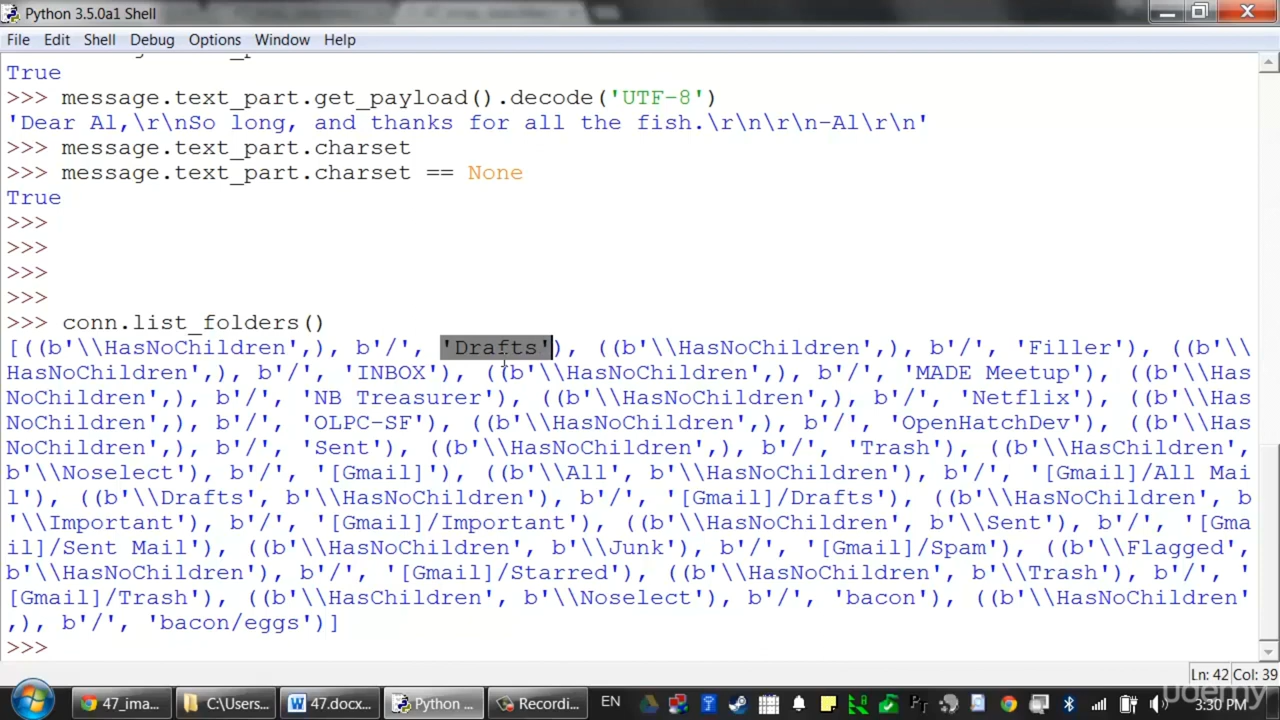 Python 3.5.0a1 Shell
File Edit Shell Debug Options Window Help
True
>>> message.text_part.get_payload().decode('UTF-8')
'Dear Al,\r\nSo long, and thanks for all the fish.\r\n\r\n-Al\r\n'
>>> message.text_part.charset
>>> message.text_part.charset == None
True
>>>
>>>
>>>
>>>
>>> conn.list_folders()
[((b'\\HasNoChildren',), b'/', 'Drafts'), ((b'\\HasNoChildren',), b'/', 'Filler'), ((b'\\
HasNoChildren',), b'/', 'INBOX'), ((b'\\HasNoChildren',), b'/', 'MADE Meetup'), ((b'\\Has
NoChildren',), b'/', 'NB Treasurer'), ((b'\\HasNoChildren',), b'/', 'Netflix'), ((b'\\Has
NoChildren',), b'/', 'OLPC-SF'), ((b'\\HasNoChildren',), b'/', 'OpenHatchDev'), ((b'\\Has
NoChildren',), b'/', 'Sent'), ((b'\\HasNoChildren',), b'/', 'Trash'), ((b'\\HasChildren',
b'\\Noselect'), b'/', '[Gmail]'), ((b'\\All', b'\\HasNoChildren'), b'/', '[Gmail]/All Mai
l'), ((b'\\Drafts', b'\\HasNoChildren'), b'/', '[Gmail]/Drafts'), ((b'\\HasNoChildren', b
'\\Important'), b'/', '[Gmail]/Important'), ((b'\\HasNoChildren', b'\\Sent'), b'/', '[Gma
il]/Sent Mail'), ((b'\\HasNoChildren', b'\\Junk'), b'/', '[Gmail]/Spam'), ((b'\\Flagged',
b'\\HasNoChildren'), b'/', '[Gmail]/Starred'), ((b'\\HasNoChildren', b'\\Trash'), b'/', '
[Gmail]/Trash'), ((b'\\HasChildren', b'\\Noselect'), b'/', 'bacon'), ((b'\\HasNoChildren'
,), b'/', 'bacon/eggs')]
>>>
Ln: 42 Col: 39
47_ima... C:\Users... 47.docx... Python ... Recordi... EN 3:30 PM
udemy